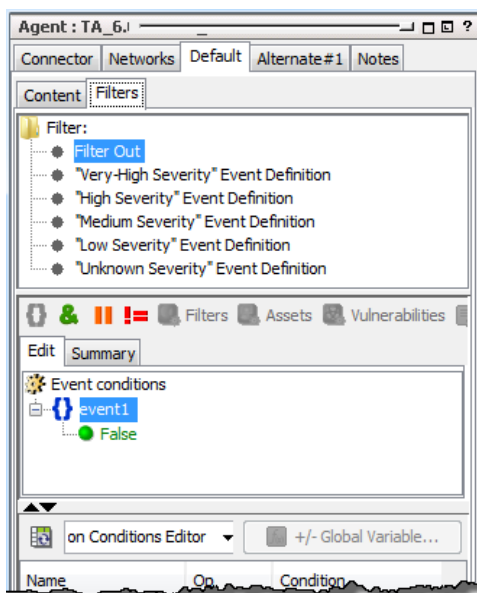 Agent : TA_6.
?
Connector Networks Default Alternate#1 Notes
Content Filters
Filter:
Filter Out
"Very-High Severity" Event Definition
"High Severity" Event Definition
"Medium Severity" Event Definition
"Low Severity" Event Definition
"Unknown Severity" Event Definition
{} & || != Filters Assets Vulnerabilities
Edit Summary
Event conditions
{} event1
False
on Conditions Editor +/- Global Variable...
Name Op Condition